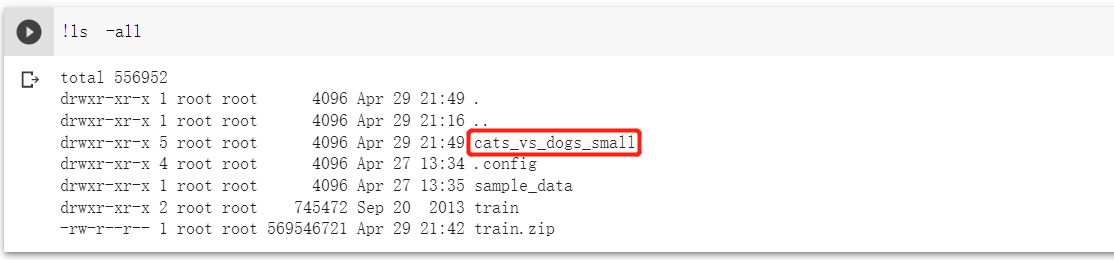 !ls -all
total 556952
drwxr-xr-x 1 root root      4096 Apr 29 21:49 .
drwxr-xr-x 1 root root      4096 Apr 29 21:16 ..
drwxr-xr-x 5 root root      4096 Apr 29 21:49 cats_vs_dogs_small
drwxr-xr-x 4 root root      4096 Apr 27 13:34 .config
drwxr-xr-x 1 root root      4096 Apr 27 13:35 sample_data
drwxr-xr-x 2 root root    745472 Sep 20  2013 train
-rw-r--r-- 1 root root 569546721 Apr 29 21:42 train.zip